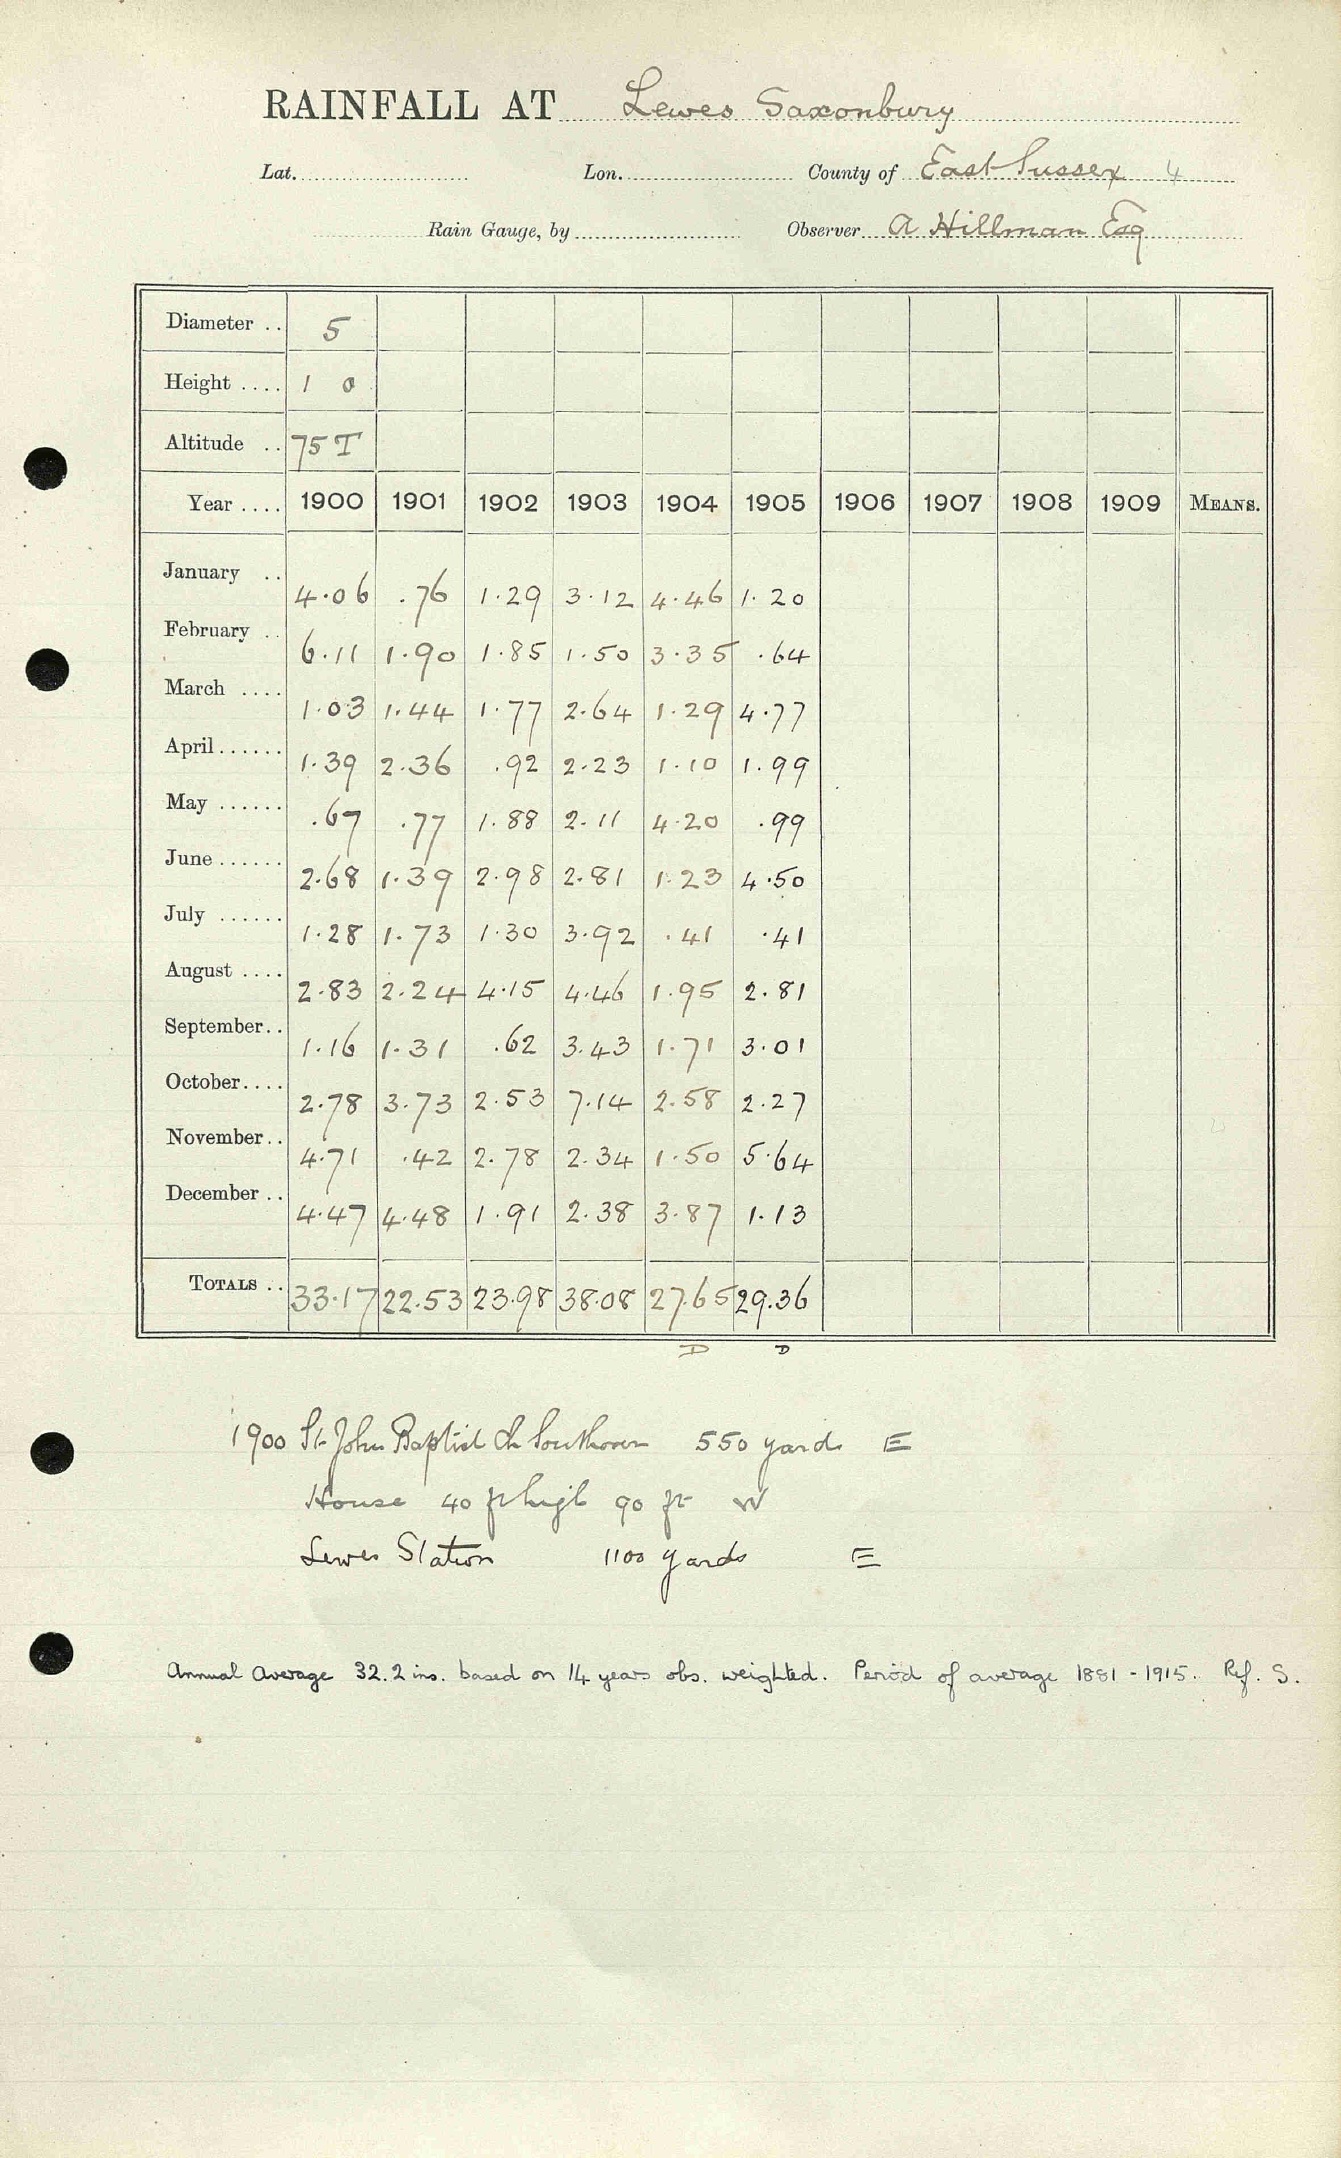 RAINFALL AT Lewes Saxonbury
Lat. Lon. County of East Sussex 4
Rain Gauge, by Observer A Hillman Esq
Diameter .. 5
Height .... 1 0
Altitude .. 75 T
Year .... 1900 1901 1902 1903 1904 1905 1906 1907 1908 1909 MEANS.
January .. 4.06 .76 1.29 3.12 4.46 1.20
February .. 6.11 1.90 1.85 1.50 3.35 .64
March .... 1.03 1.44 1.77 2.64 1.29 4.77
April ...... 1.39 2.36 .92 2.23 1.10 1.99
May ...... .67 .77 1.88 2.11 4.20 .99
June ...... 2.68 1.39 2.98 2.81 1.23 4.50
July ...... 1.28 1.73 1.30 3.92 .41 .41
August .... 2.83 2.24 4.15 4.46 1.95 2.81
September.. 1.16 1.31 .62 3.43 1.71 3.01
October.... 2.78 3.73 2.53 7.14 2.58 2.27
November.. 4.71 .42 2.78 2.34 1.50 5.64
December .. 4.47 4.48 1.91 2.38 3.87 1.13
TOTALS .. 33.17 22.53 23.98 38.08 27.65 29.36
D D
1900 St John Baptist Ch Southover 550 yards E
House 40 ft high 90 ft W
Lewes Station 1100 yards E
Annual Average 32.2 ins. based on 14 years obs. weighted. Period of average 1881 - 1915. Ref. S.